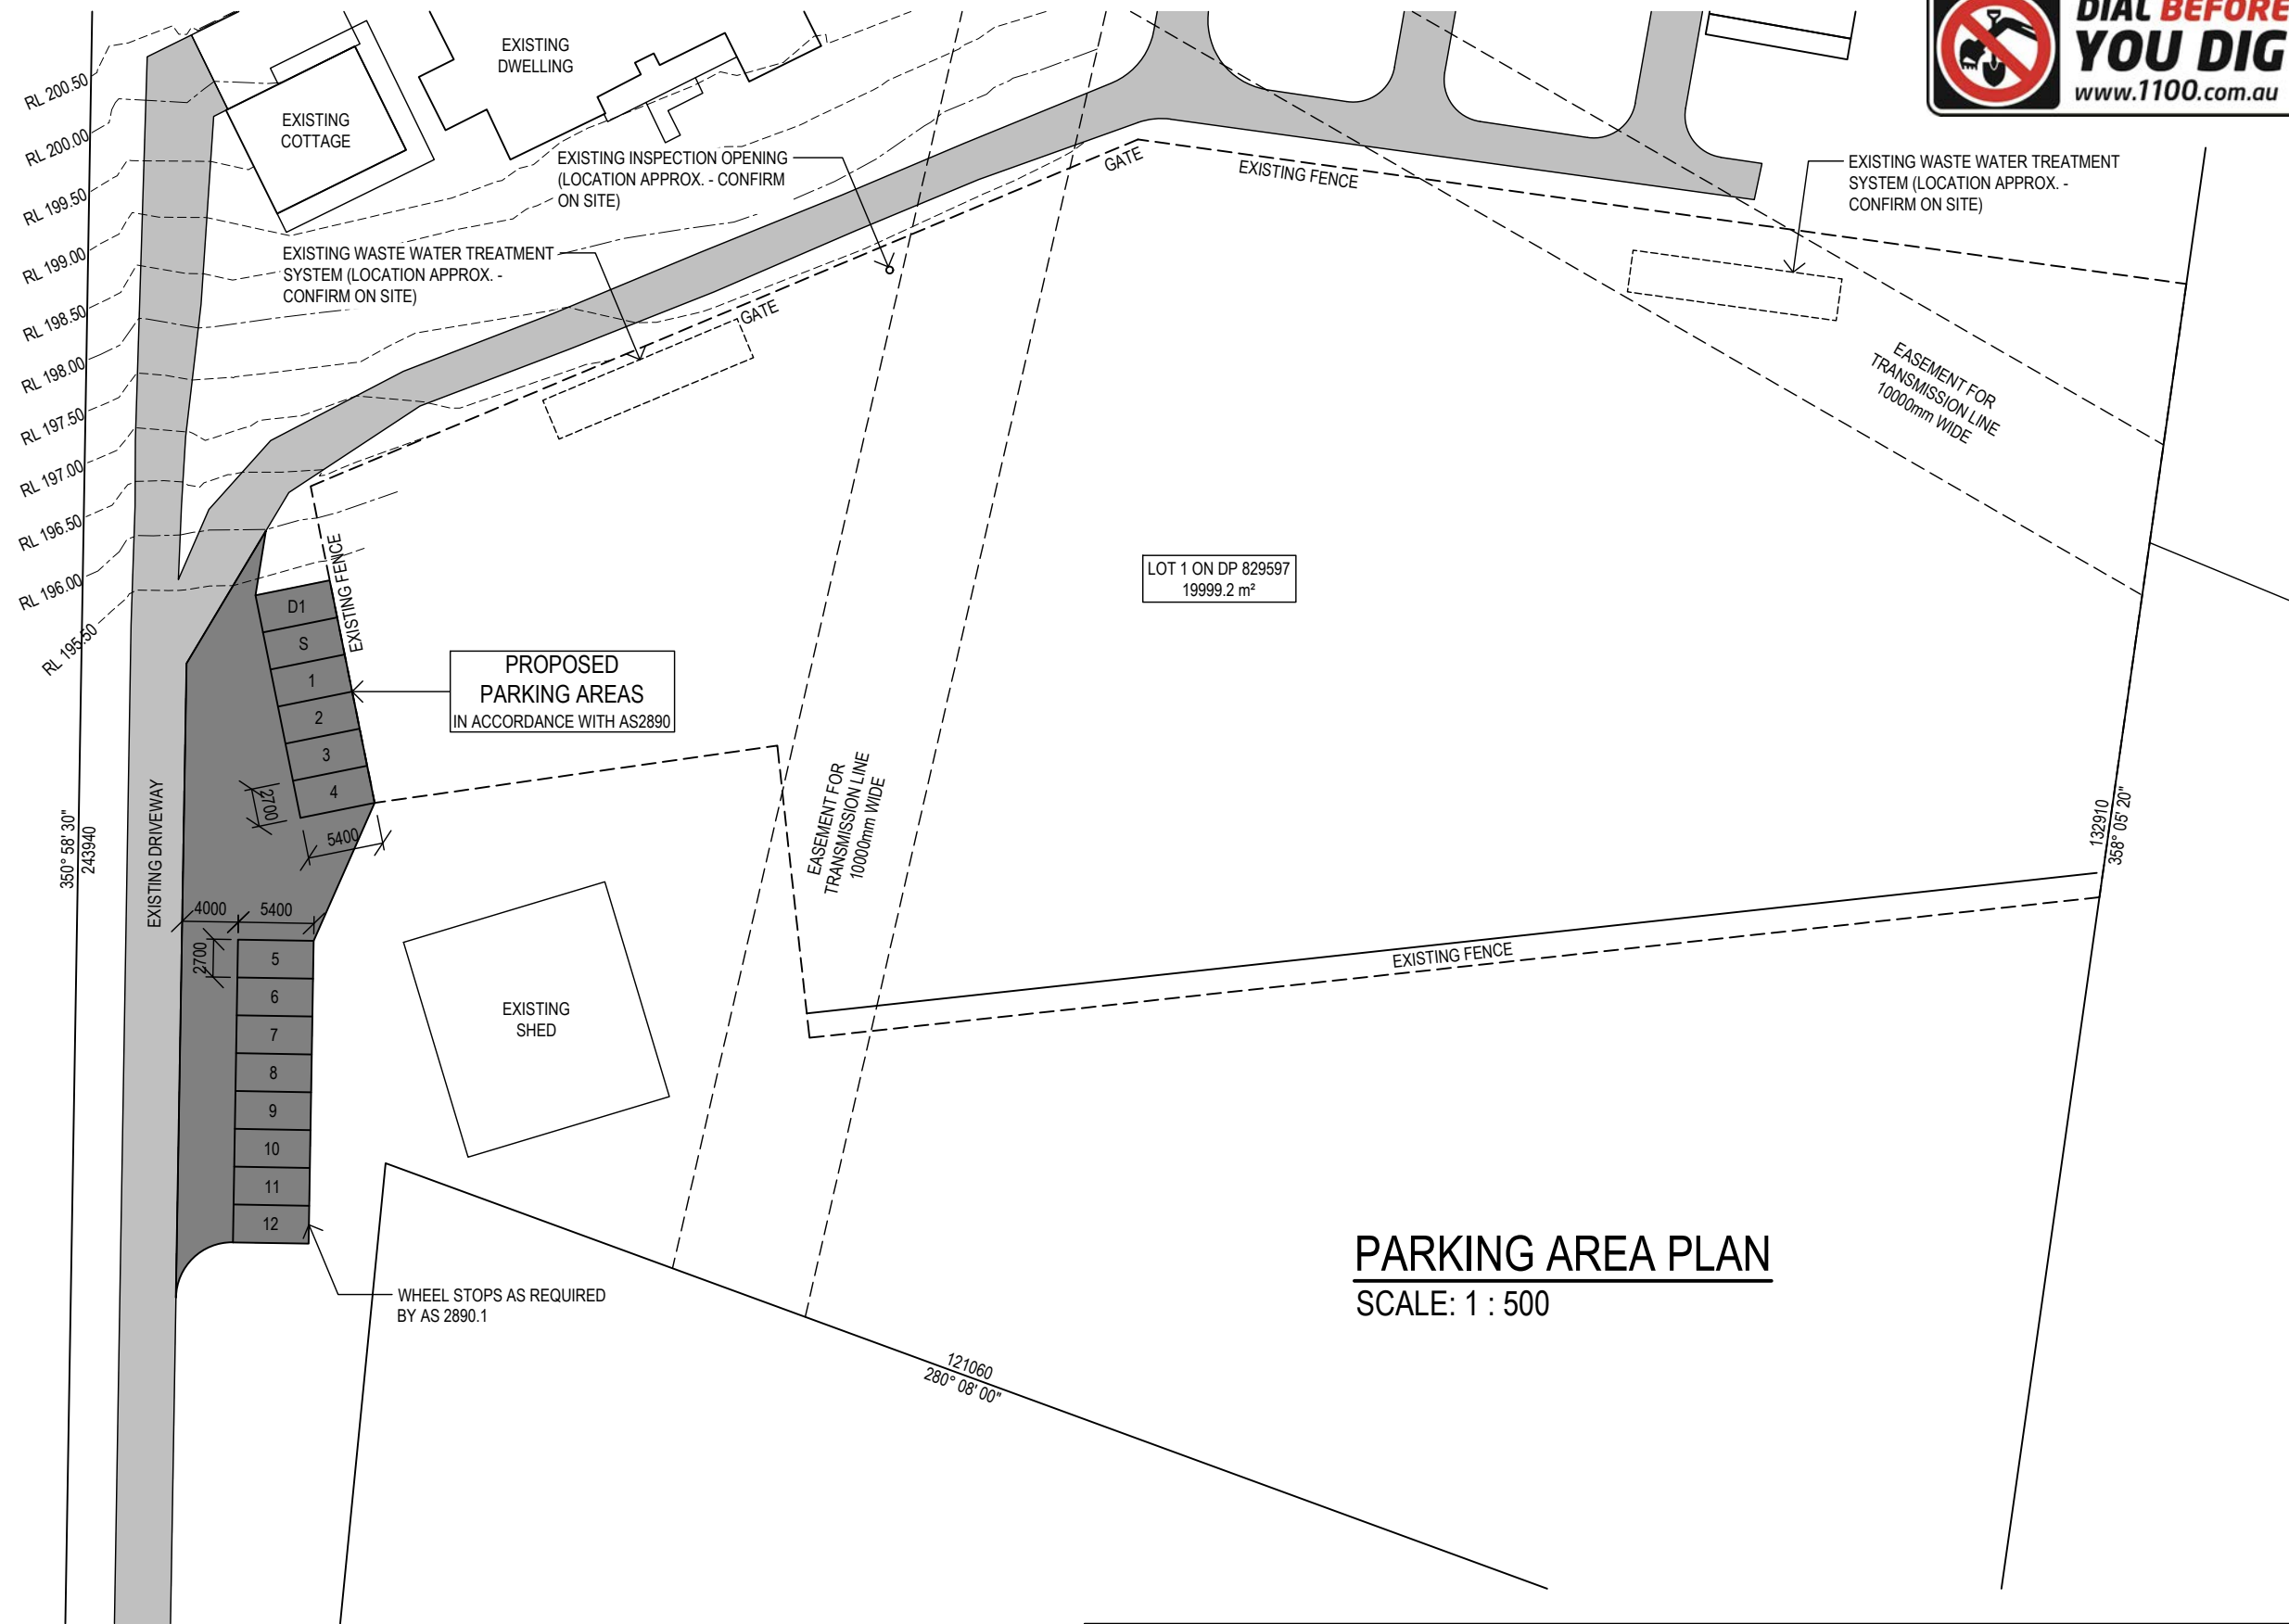 DIAL BEFORE
YOU DIG
www.1100.com.au
EXISTING
DWELLING
EXISTING
COTTAGE
RL 200.50
RL 200.00
RL 199.50
RL 199.00
RL 198.50
RL 198.00
RL 197.50
RL 197.00
RL 196.50
RL 196.00
RL 195.50
EXISTING INSPECTION OPENING
(LOCATION APPROX. - CONFIRM
ON SITE)
GATE
EXISTING FENCE
EXISTING WASTE WATER TREATMENT
SYSTEM (LOCATION APPROX. -
CONFIRM ON SITE)
EXISTING WASTE WATER TREATMENT
SYSTEM (LOCATION APPROX. -
CONFIRM ON SITE)
GATE
EASEMENT FOR
TRANSMISSION LINE
10000mm WIDE
LOT 1 ON DP 829597
19999.2 m²
EXISTING FENCE
D1
S
1
2
3
4
PROPOSED
PARKING AREAS
IN ACCORDANCE WITH AS2890
2700
5400
EASEMENT FOR
TRANSMISSION LINE
10000mm WIDE
350° 58' 30"
243940
EXISTING DRIVEWAY
132910
358° 05' 20"
4000
5400
2700
5
6
7
8
9
10
11
12
EXISTING
SHED
EXISTING FENCE
WHEEL STOPS AS REQUIRED
BY AS 2890.1
PARKING AREA PLAN
SCALE: 1 : 500
121060
280° 08' 00"